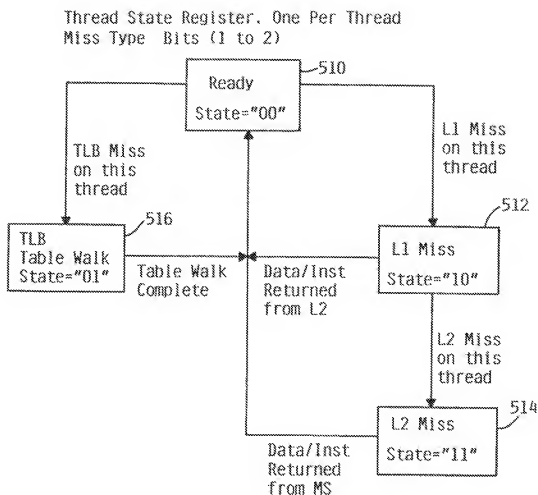 Thread State Register. One Per Thread
Miss Type Bits (1 to 2)
510
Ready
State="00"
TLB Miss
on this
thread
L1 Miss
on this
thread
516
TLB
Table Walk
State="01"
Table Walk
Complete
Data/Inst
Returned
from L2
512
L1 Miss
State="10"
L2 Miss
on this
thread
514
L2 Miss
State="11"
Data/Inst
Returned
from MS